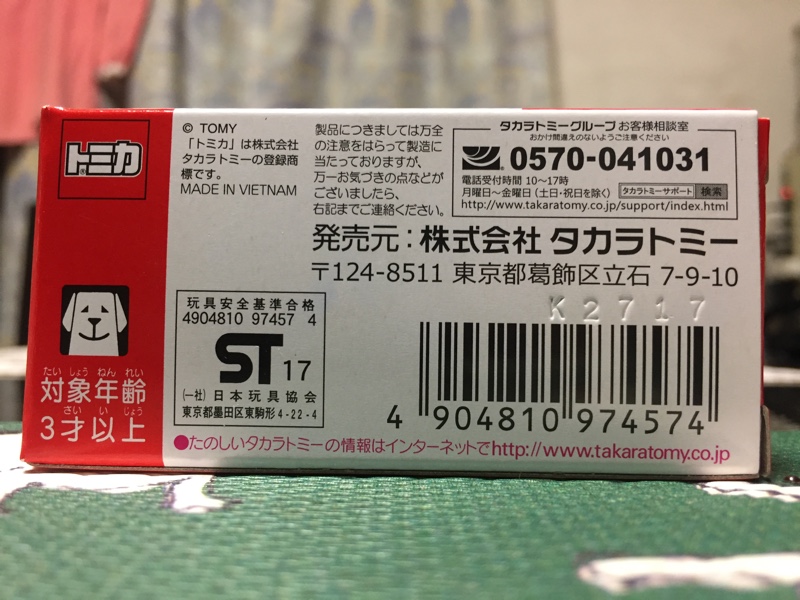 トミカ®
© TOMY
「トミカ」は株式会社
タカラトミーの登録商
標です。
MADE IN VIETNAM
製品につきましては万全
の注意をはらって製造に
当たっておりますが、
万一お気づきの点などが
ございましたら、
右記までご連絡ください。
タカラトミーグループ お客様相談室
おかけ間違えのないようご注意ください
0570-041031
電話受付時間 10〜17時
月曜日〜金曜日(土日・祝日を除く) タカラトミーサポート 検索
http://www.takaratomy.co.jp/support/index.html
発売元:株式会社 タカラトミー
〒124-8511 東京都葛飾区立石 7-9-10
K2717
玩具安全基準合格
4904810 97457 4
ST 17
(一社)日本玩具協会
東京都墨田区東駒形4-22-4
4 904810 974574
たい しょう ねん れい
対象年齢
さい い じょう
3才以上
●たのしいタカラトミーの情報はインターネットでhttp://www.takaratomy.co.jp